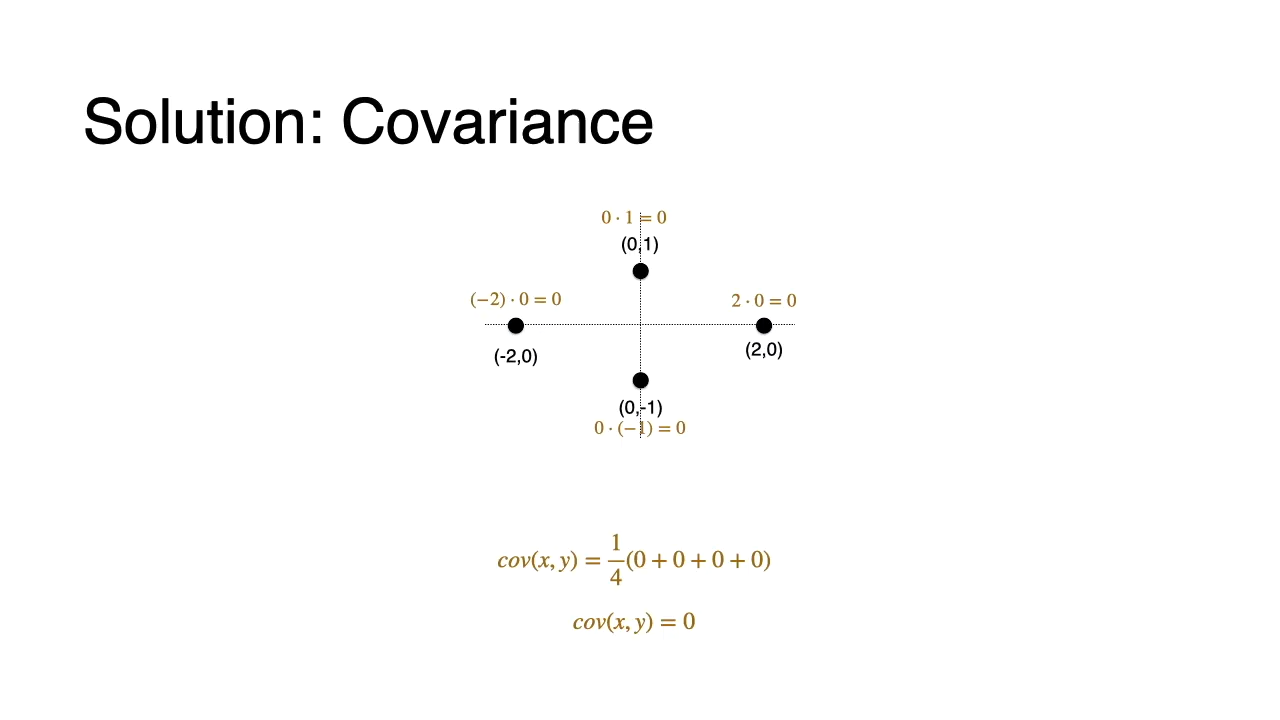 Solution: Covariance
0 · 1 = 0
(0,1)
(−2) · 0 = 0
2 · 0 = 0
(-2,0)
(2,0)
(0,-1)
0 · (−1) = 0
cov(x, y) = 1/4 (0 + 0 + 0 + 0)
cov(x, y) = 0